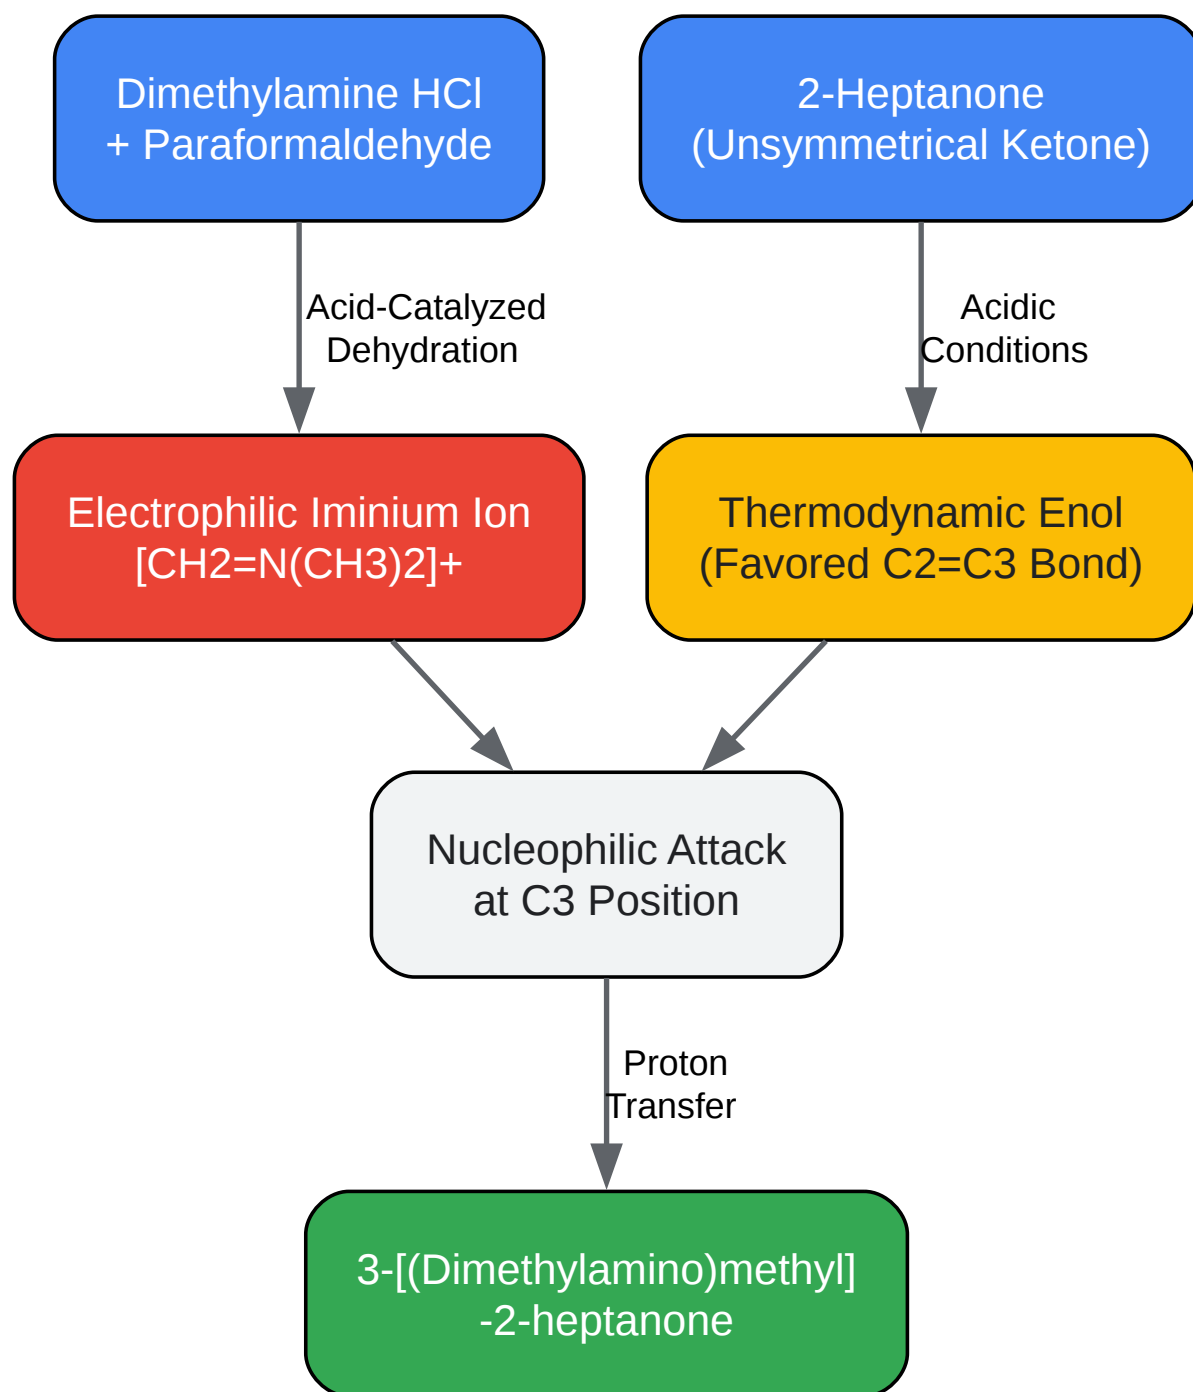 Dimethylamine HCl
+ Paraformaldehyde
2-Heptanone
(Unsymmetrical Ketone)
Acid-Catalyzed
Dehydration
Acidic
Conditions
Electrophilic Iminium Ion
[CH2=N(CH3)2]+
Thermodynamic Enol
(Favored C2=C3 Bond)
Nucleophilic Attack
at C3 Position
Proton
Transfer
3-[(Dimethylamino)methyl]
-2-heptanone